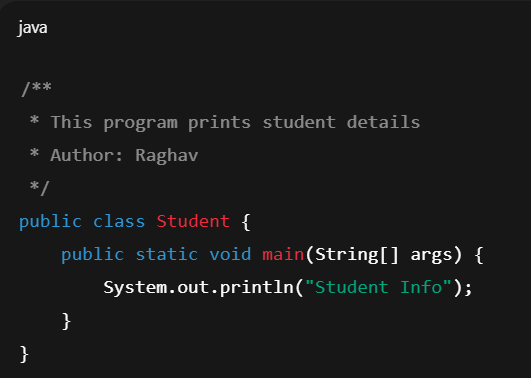 java
/**
 * This program prints student details
 * Author: Raghav
 */
public class Student {
    public static void main(String[] args) {
        System.out.println("Student Info");
    }
}